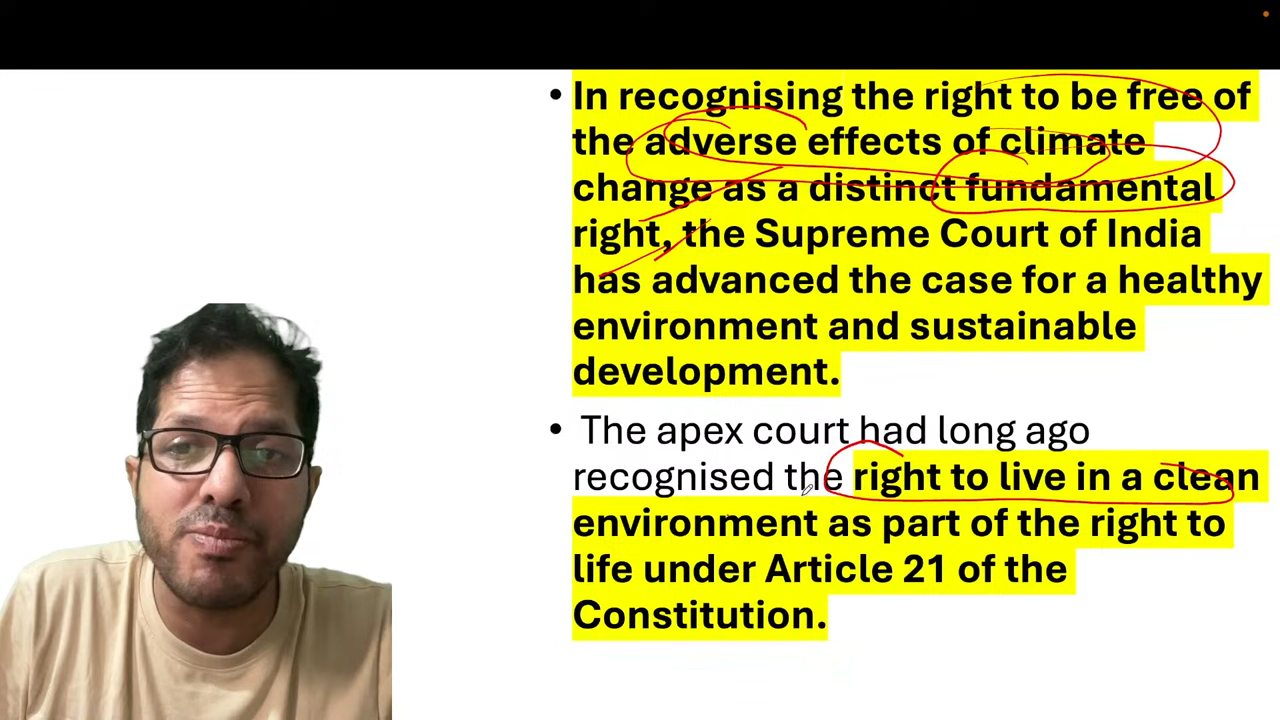 • In recognising the right to be free of
the adverse effects of climate
change as a distinct fundamental
right, the Supreme Court of India
has advanced the case for a healthy
environment and sustainable
development.
• The apex court had long ago
recognised the right to live in a clean
environment as part of the right to
life under Article 21 of the
Constitution.